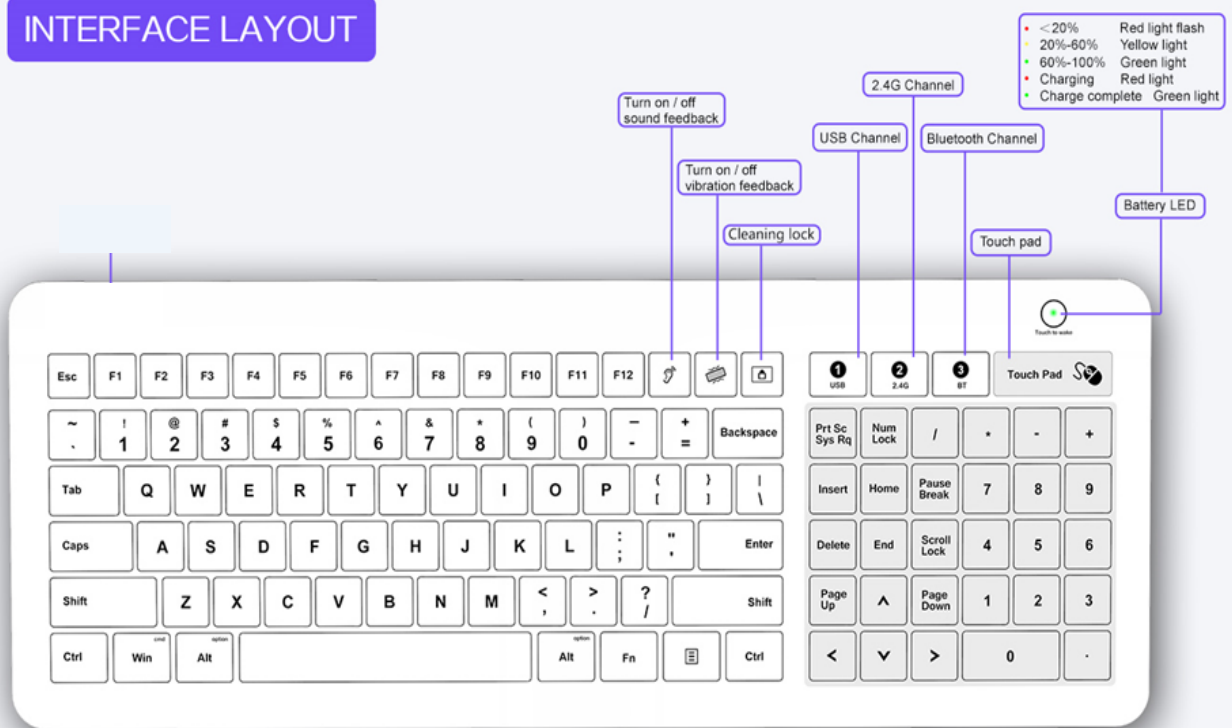 INTERFACE LAYOUT
<20% Red light flash
20%-60% Yellow light
60%-100% Green light
Charging Red light
Charge complete Green light
2.4G Channel
Turn on / off
sound feedback
USB Channel
Bluetooth Channel
Turn on / off
vibration feedback
Battery LED
Cleaning lock
Touch pad
Touch to wake
Esc F1 F2 F3 F4 F5 F6 F7 F8 F9 F10 F11 F12
1 USB 2 2.4G 3 BT Touch Pad
~ ! @ # $ % ^ & * ( ) — +
` 1 2 3 4 5 6 7 8 9 0 - = Backspace
Prt Sc
Sys Rq
Num
Lock
/ * - +
Tab Q W E R T Y U I O P { [ } ] | \
Insert Home
Pause
Break
7 8 9
Caps A S D F G H J K L : ; " ' Enter
Delete End
Scroll
Lock
4 5 6
Shift Z X C V B N M < , > . ? / Shift
Page
Up
^
Page
Down
1 2 3
cmd option option
Ctrl Win Alt Alt Fn Ctrl
< v > 0 .